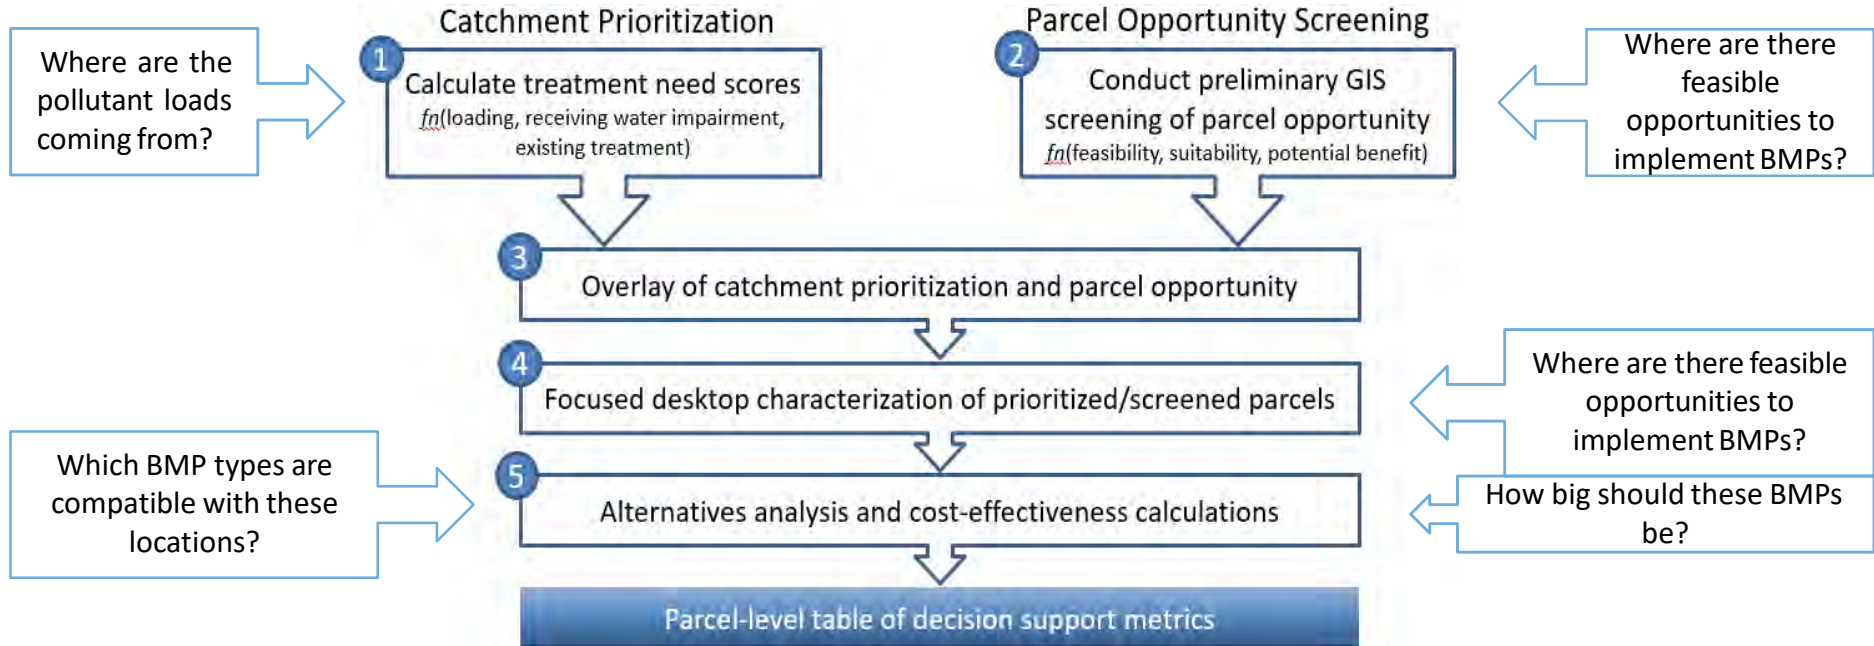 Catchment Prioritization
Parcel Opportunity Screening
Where are the
pollutant loads
coming from?
1
Calculate treatment need scores
fn(loading, receiving water impairment,
existing treatment)
2
Conduct preliminary GIS
screening of parcel opportunity
fn(feasibility, suitability, potential benefit)
Where are there
feasible
opportunities to
implement BMPs?
3
Overlay of catchment prioritization and parcel opportunity
4
Focused desktop characterization of prioritized/screened parcels
Where are there feasible
opportunities to
implement BMPs?
Which BMP types are
compatible with these
locations?
5
Alternatives analysis and cost-effectiveness calculations
How big should these BMPs
be?
Parcel-level table of decision support metrics